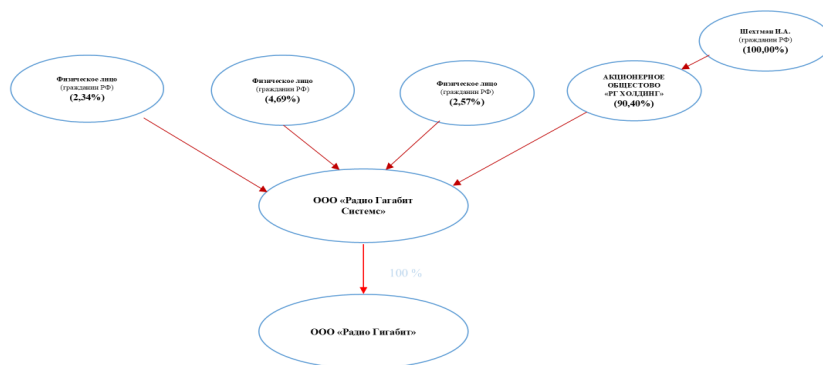 Шехтман И.А.
(гражданин РФ)
(100,00%)
Физическое лицо
(гражданин РФ)
(2,34%)
Физическое лицо
(гражданин РФ)
(4,69%)
Физическое лицо
(гражданин РФ)
(2,57%)
АКЦИОНЕРНОЕ
ОБЩЕСТОВО
«РГ ХОЛДИНГ»
(90,40%)
ООО «Радио Гагабит
Системс»
100 %
ООО «Радио Гигабит»